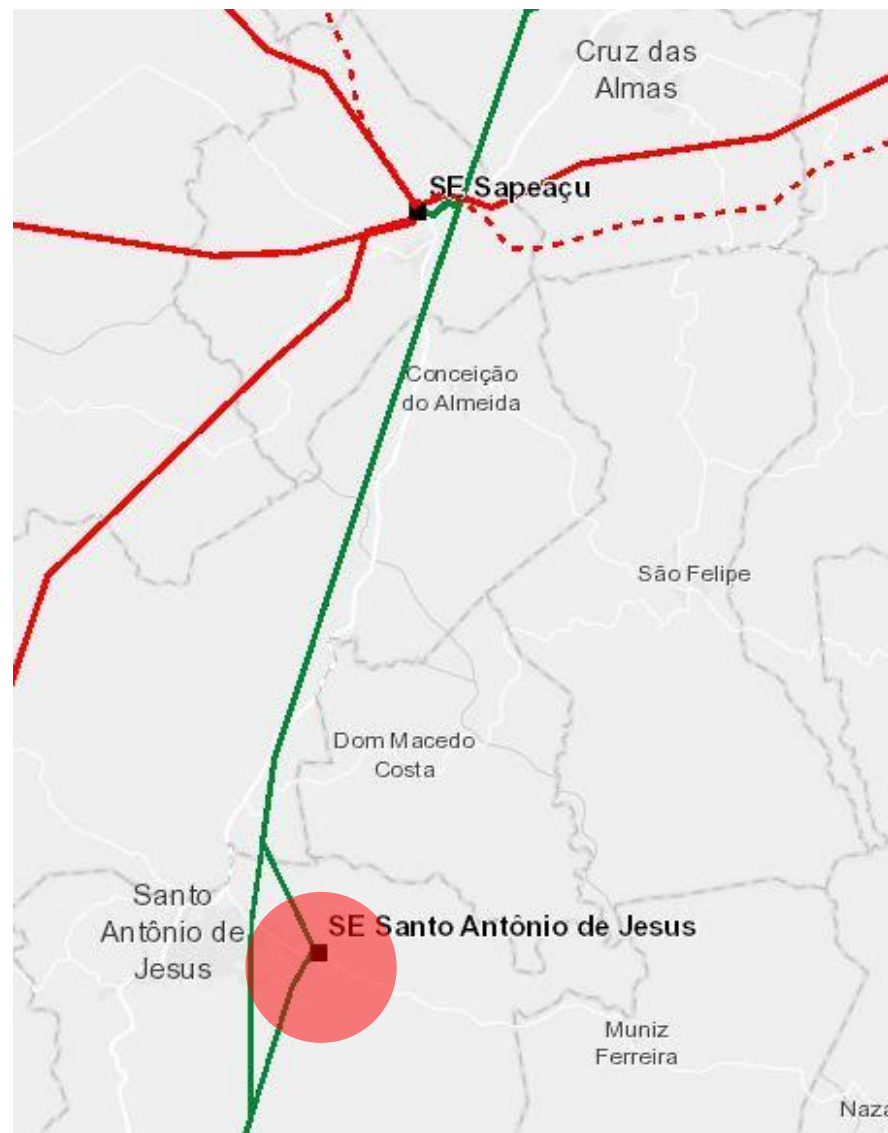 Cruz das
Almas
SE Sapeaçu
Conceição
do Almeida
São Felipe
Dom Macedo
Costa
Santo
Antônio de
Jesus
SE Santo Antônio de Jesus
Muniz
Ferreira
Naza